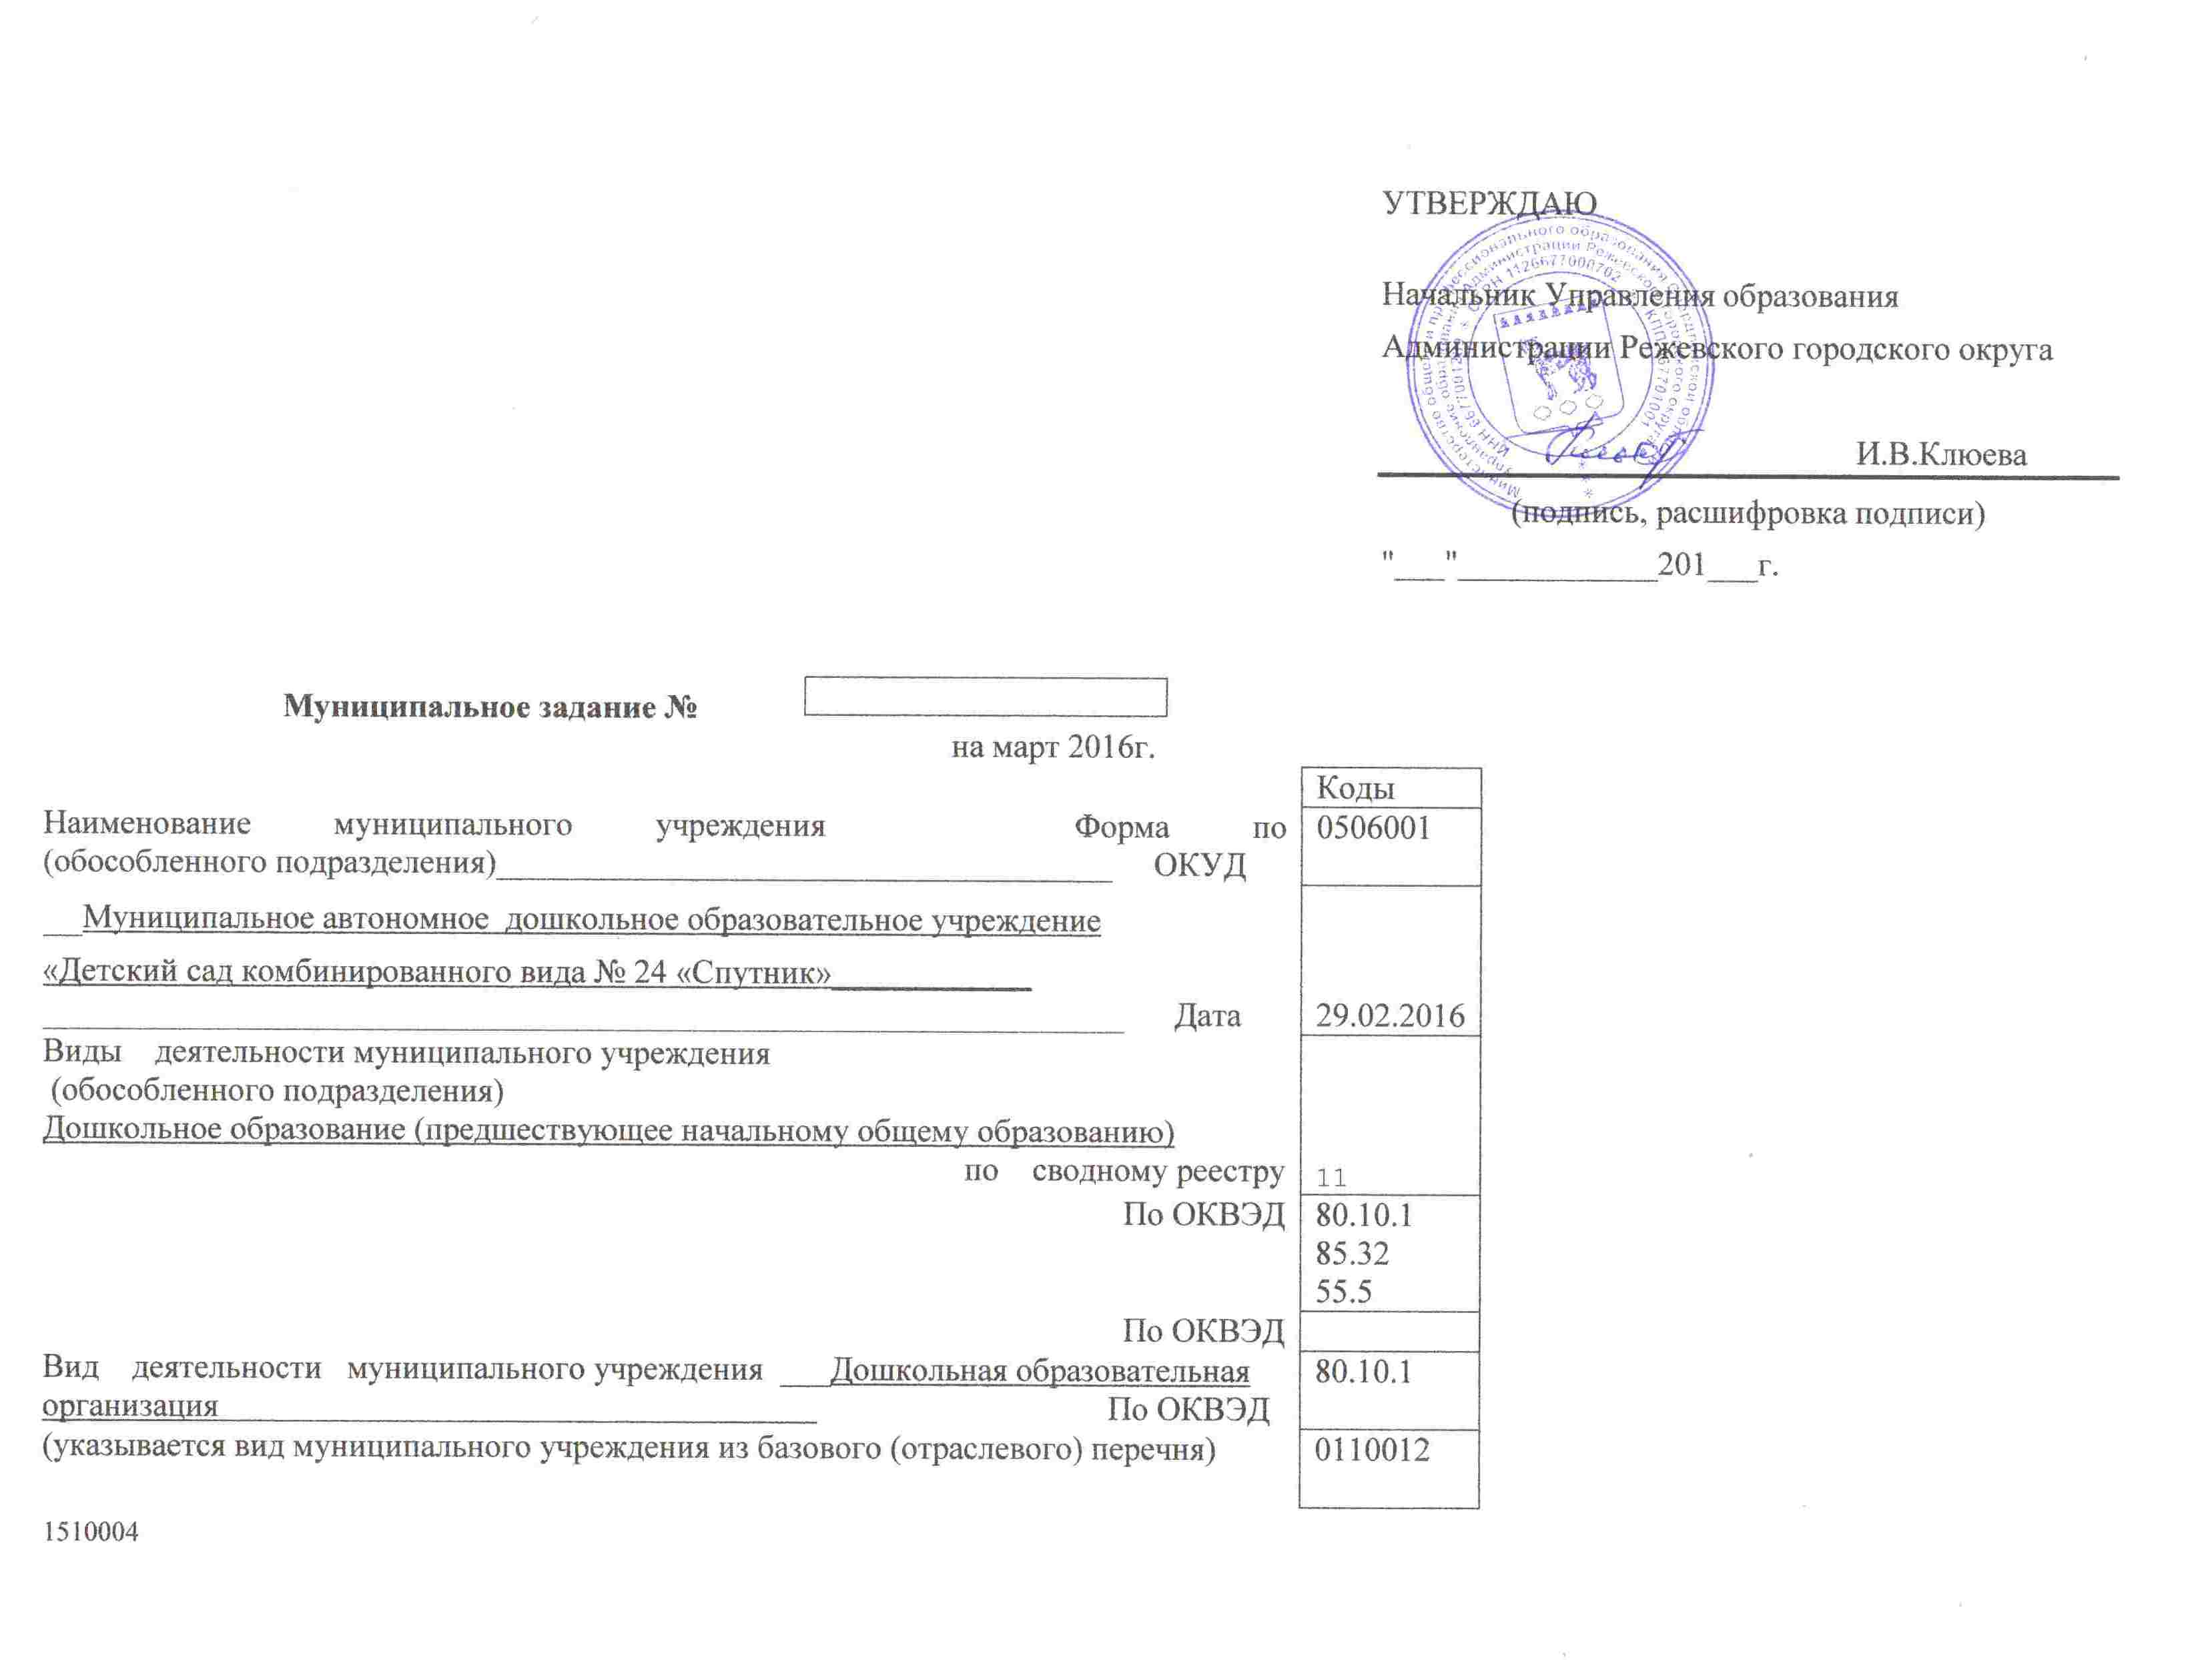 УТВЕРЖДАЮ
Начальник Управления образования
Администрации Режевского городского округа
И.В.Клюева
(подпись, расшифровка подписи)
"___"____________201___г.
Муниципальное задание №
на март 2016г.
Коды
Наименование муниципального учреждения Форма по 0506001
(обособленного подразделения)_____ ОКУД
Муниципальное автономное дошкольное образовательное учреждение
«Детский сад комбинированного вида № 24 «Спутник»
Дата 29.02.2016
Виды деятельности муниципального учреждения
(обособленного подразделения)
Дошкольное образование (предшествующее начальному общему образованию)
по сводному реестру 11
По ОКВЭД 80.10.1
85.32
55.5
По ОКВЭД
Вид деятельности муниципального учреждения ___Дошкольная образовательная 80.10.1
организация По ОКВЭД
(указывается вид муниципального учреждения из базового (отраслевого) перечня) 0110012
1510004